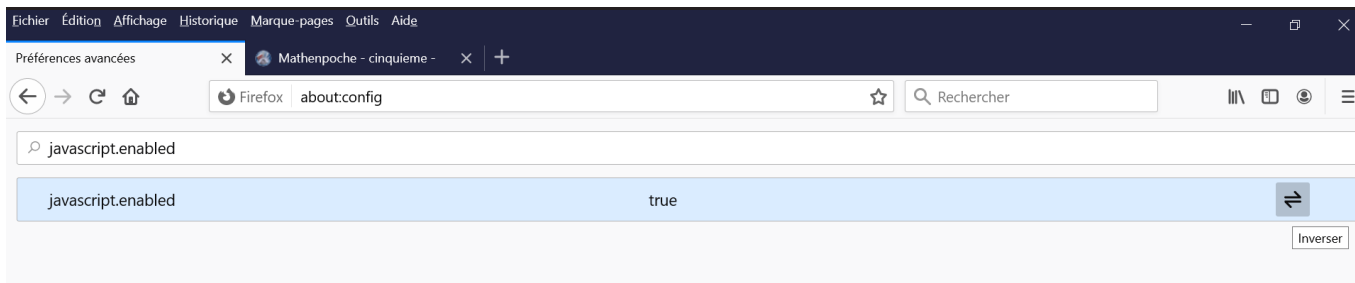 Fichier Édition Affichage Historique Marque-pages Outils Aide
Préférences avancées Mathenpoche - cinquieme -
Firefox about:config Rechercher
javascript.enabled
javascript.enabled true
Inverser